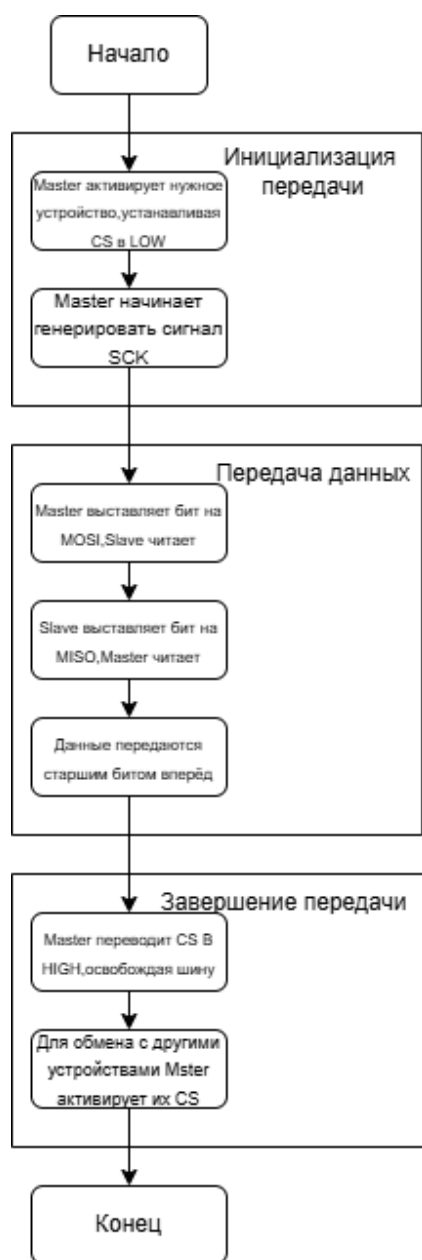 Начало
Инициализация
передачи
Master активирует нужное
устройство,устанавливая
CS в LOW
Master начинает
генерировать сигнал
SCK
Передача данных
Master выставляет бит на
MOSI,Slave читает
Slave выставляет бит на
MISO,Master читает
Данные передаются
старшим битом вперёд
Завершение передачи
Master переводит CS В
HIGH,освобождая шину
Для обмена с другими
устройствами Mster
активирует их CS
Конец